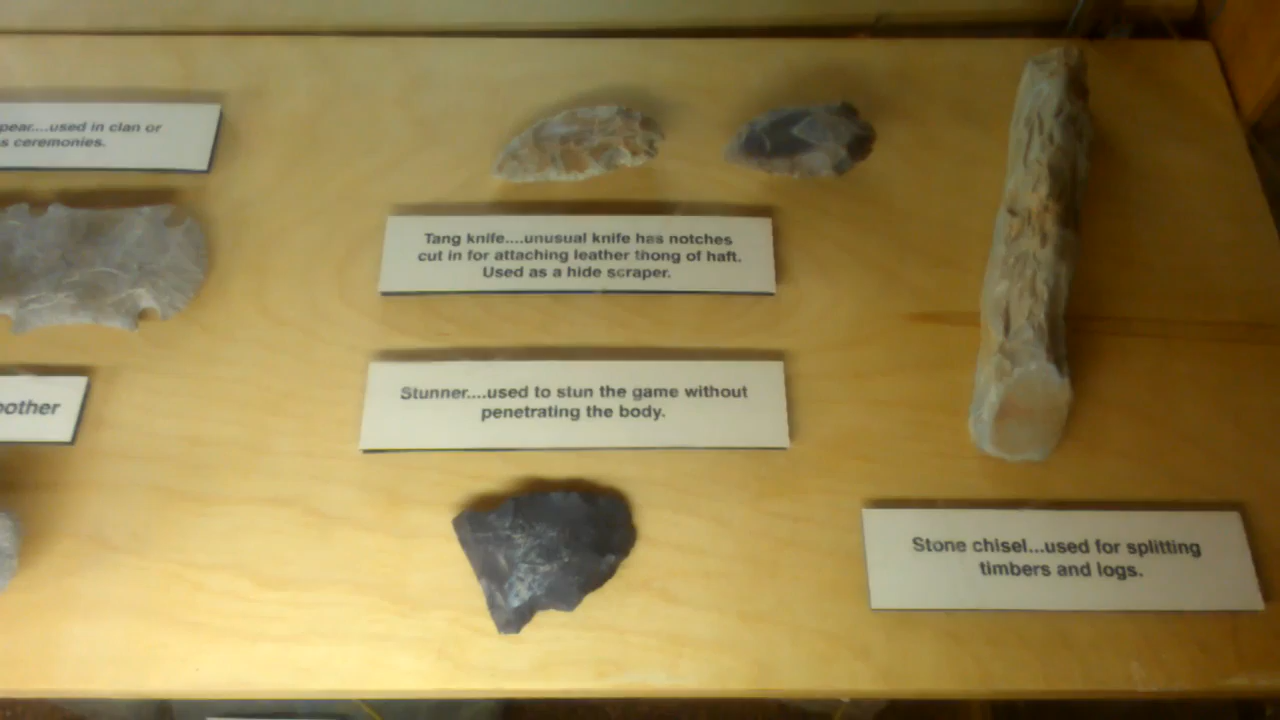 pear....used in clan or
s ceremonies.
Tang knife....unusual knife has notches
cut in for attaching leather thong of haft.
Used as a hide scraper.
Stunner....used to stun the game without
penetrating the body.
other
Stone chisel...used for splitting
timbers and logs.